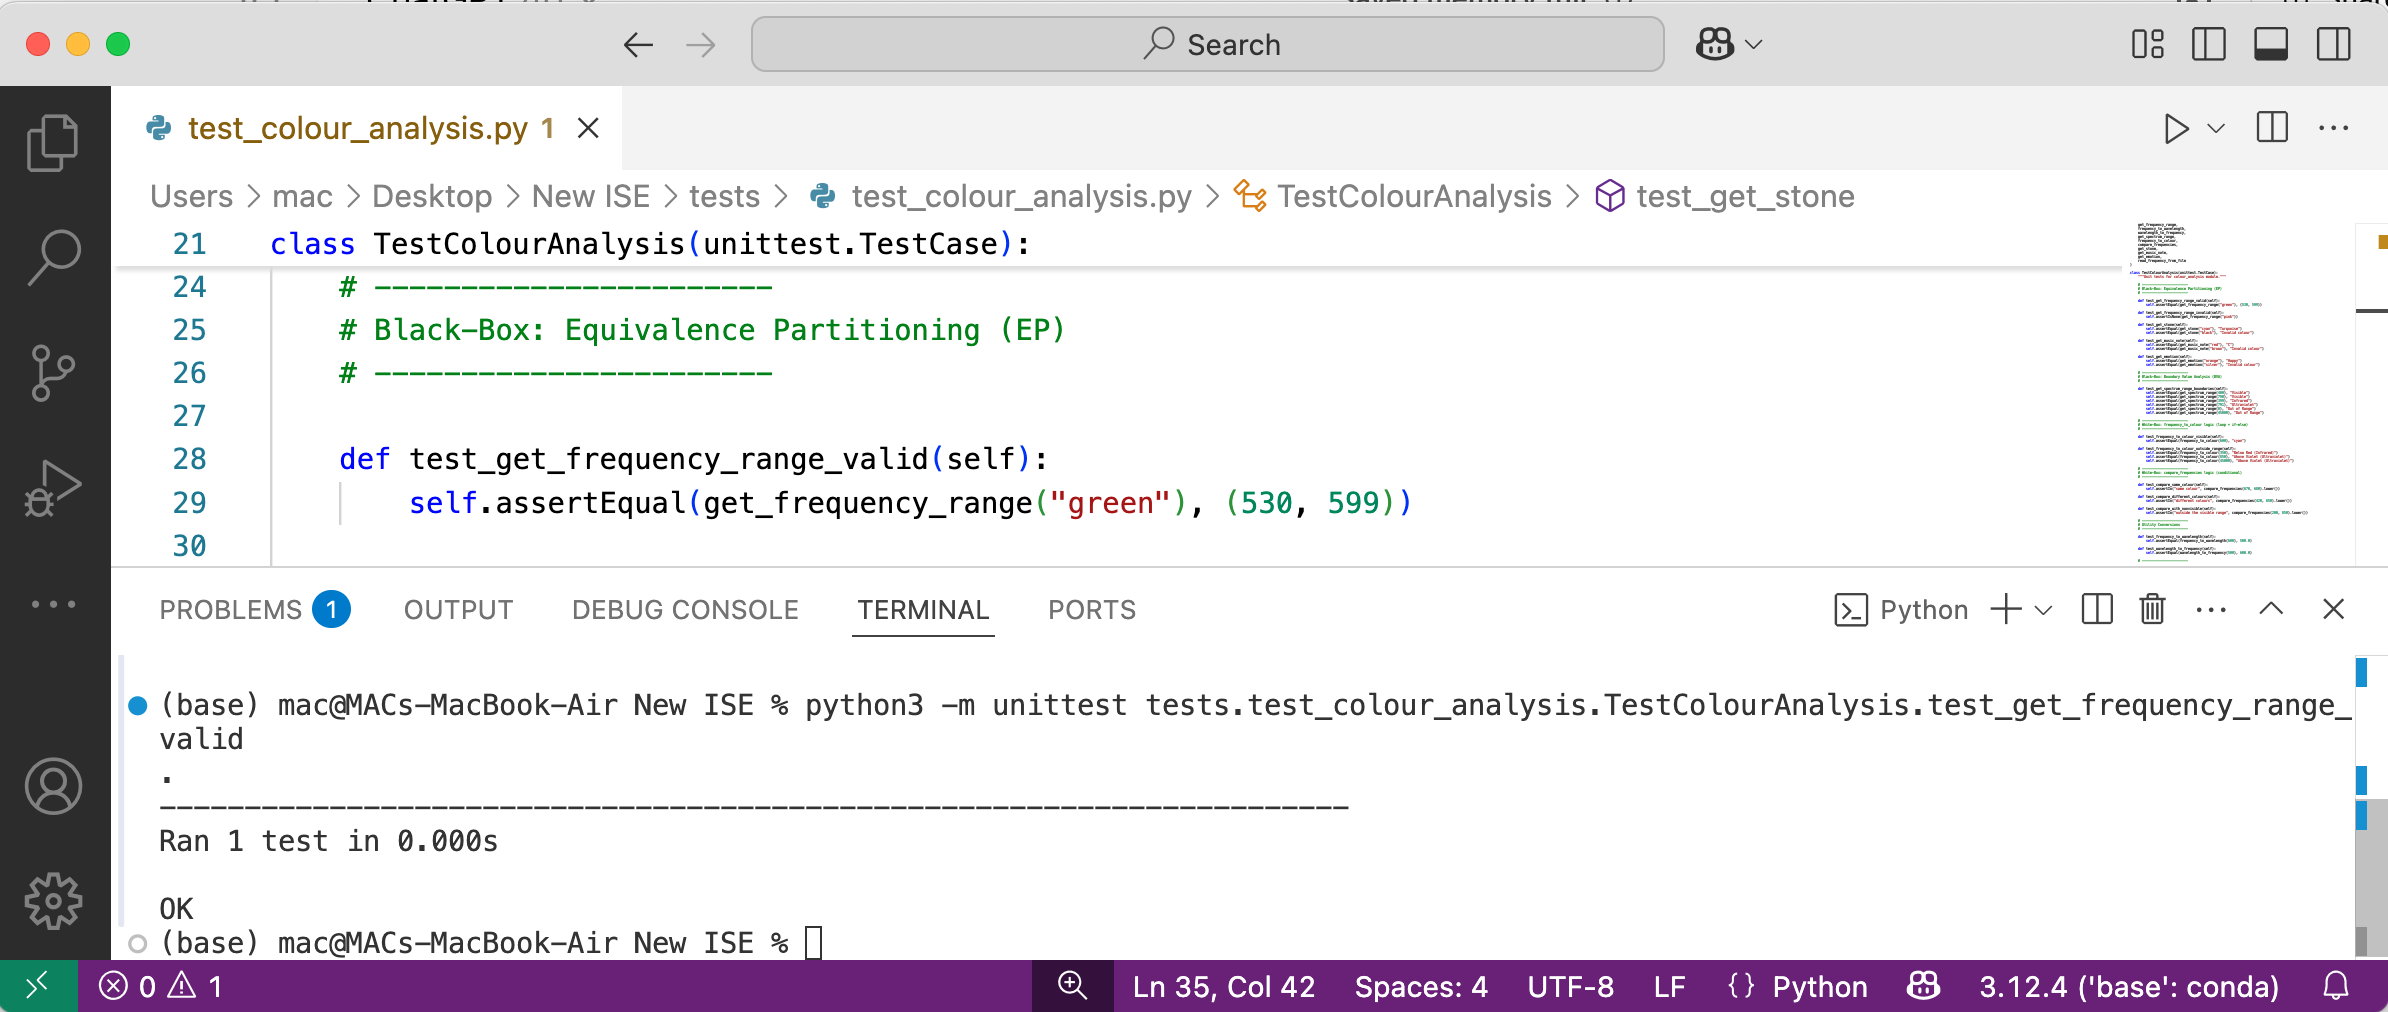 Search
test_colour_analysis.py 1
Users > mac > Desktop > New ISE > tests > test_colour_analysis.py > TestColourAnalysis > test_get_stone
21 class TestColourAnalysis(unittest.TestCase):
24 # -----------------------
25 # Black-Box: Equivalence Partitioning (EP)
26 # -----------------------
27
28 def test_get_frequency_range_valid(self):
29 self.assertEqual(get_frequency_range("green"), (530, 599))
30
PROBLEMS 1 OUTPUT DEBUG CONSOLE TERMINAL PORTS Python
(base) mac@MACs-MacBook-Air New ISE % python3 -m unittest tests.test_colour_analysis.TestColourAnalysis.test_get_frequency_range_
valid
.
----------------------------------------------------------------------
Ran 1 test in 0.000s
OK
(base) mac@MACs-MacBook-Air New ISE %
0 1 Ln 35, Col 42 Spaces: 4 UTF-8 LF {} Python 3.12.4 ('base': conda)